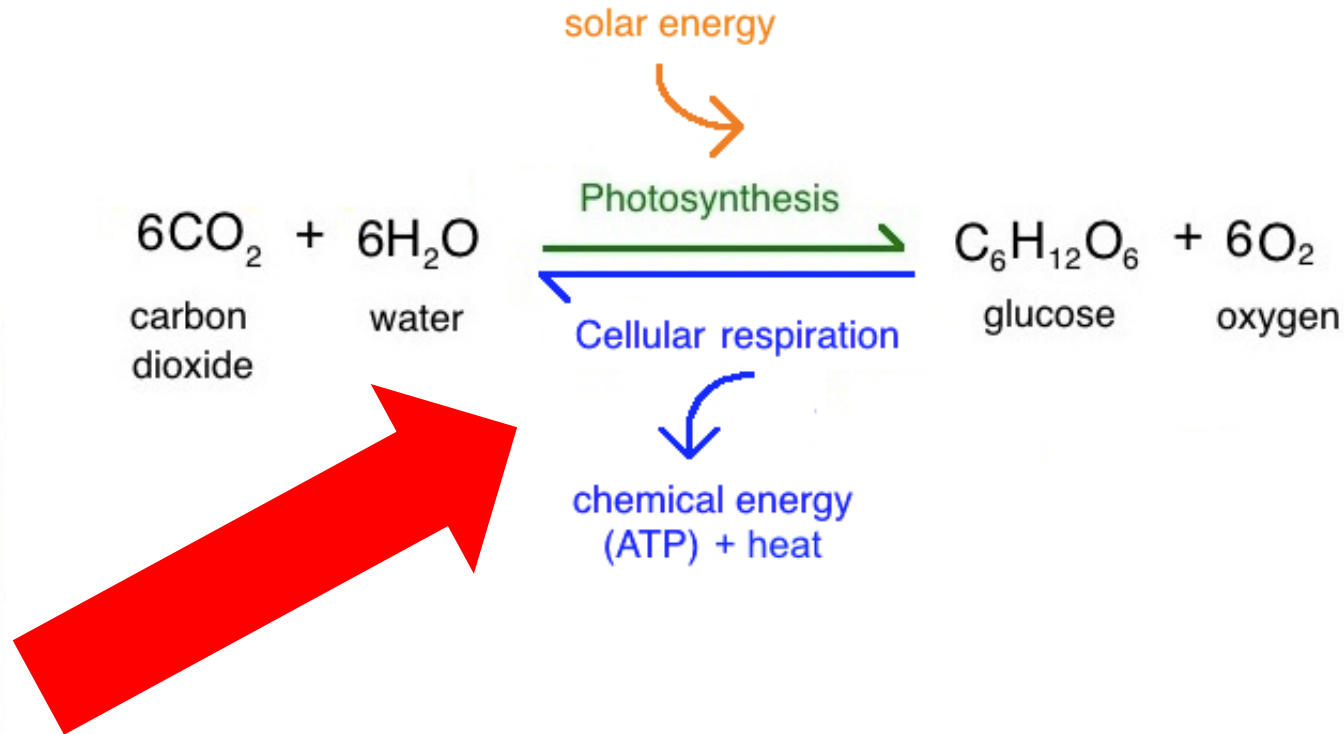 solar energy
Photosynthesis
6CO₂ + 6H₂O C₆H₁₂O₆ + 6O₂
carbon dioxide water glucose oxygen
Cellular respiration
chemical energy
(ATP) + heat